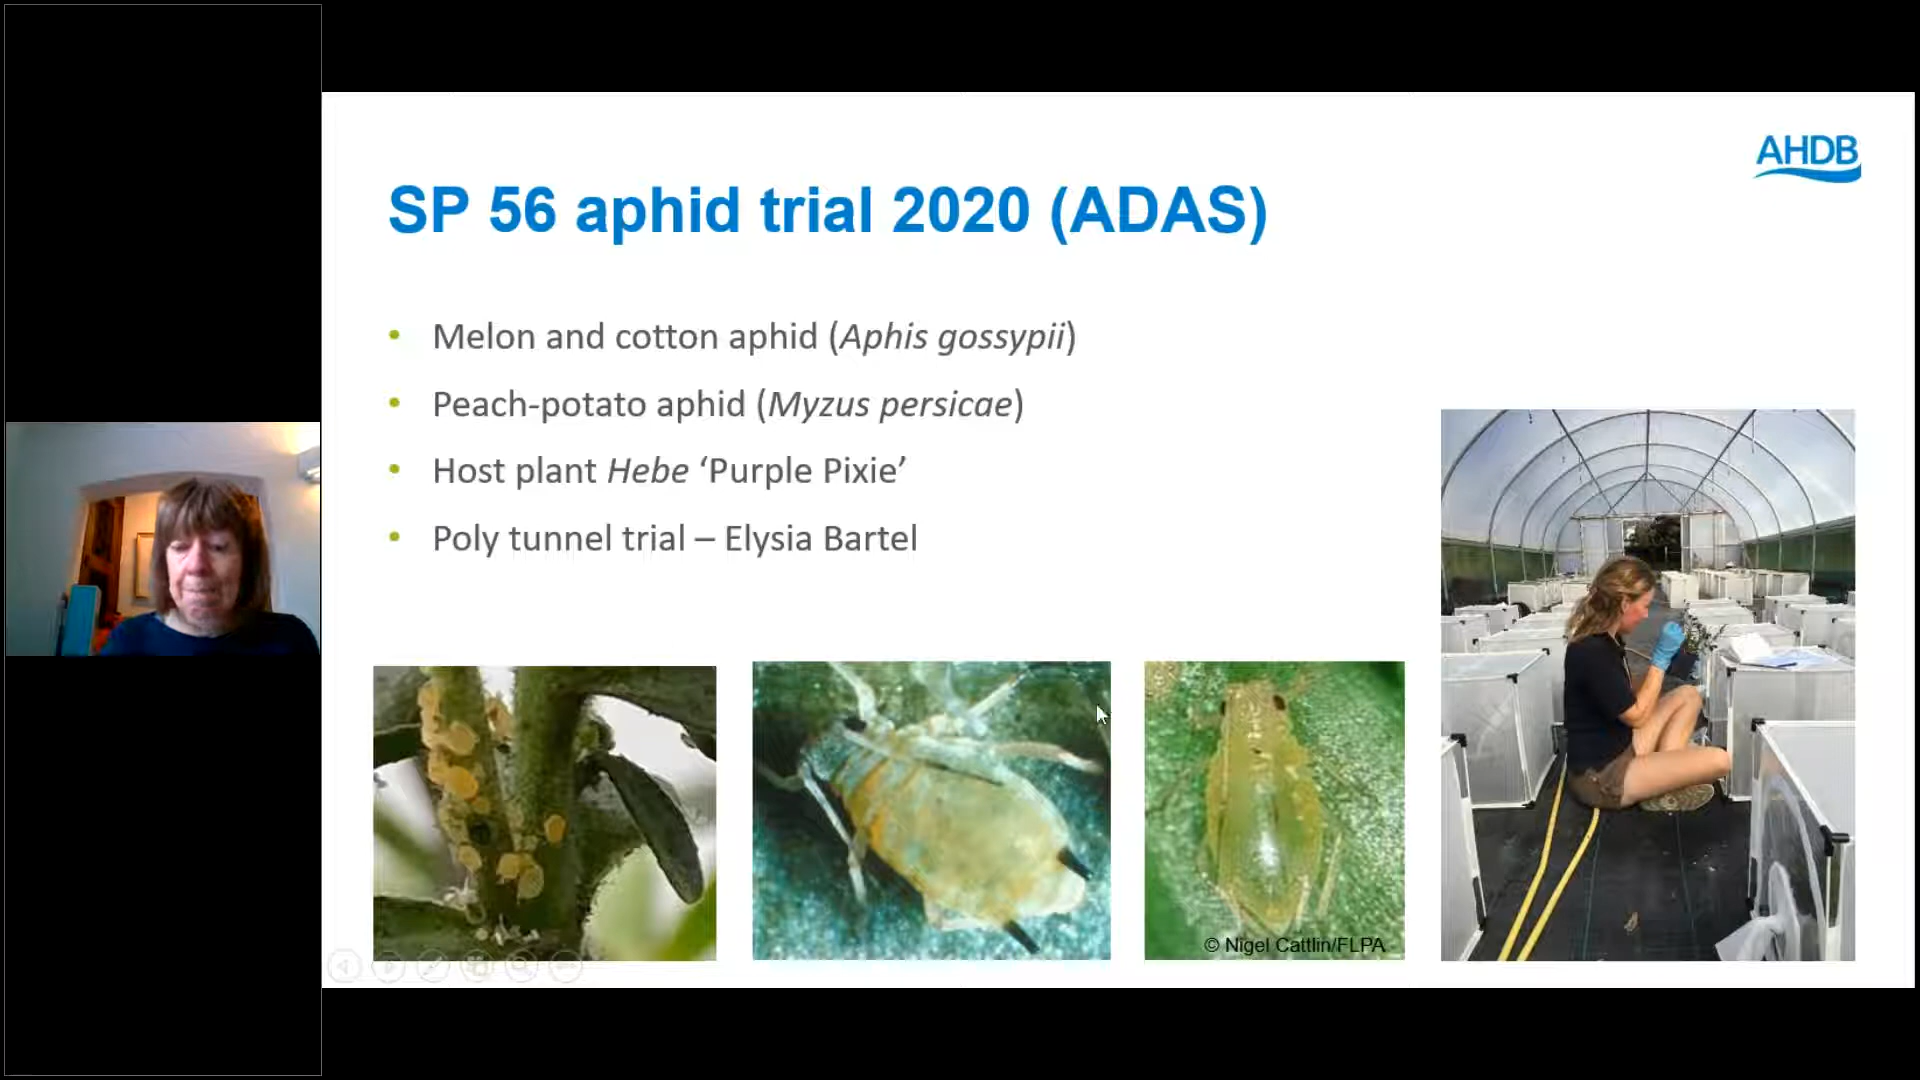 AHDB
SP 56 aphid trial 2020 (ADAS)
• Melon and cotton aphid (Aphis gossypii)
• Peach-potato aphid (Myzus persicae)
• Host plant Hebe ‘Purple Pixie’
• Poly tunnel trial – Elysia Bartel
© Nigel Cattlin/FLPA